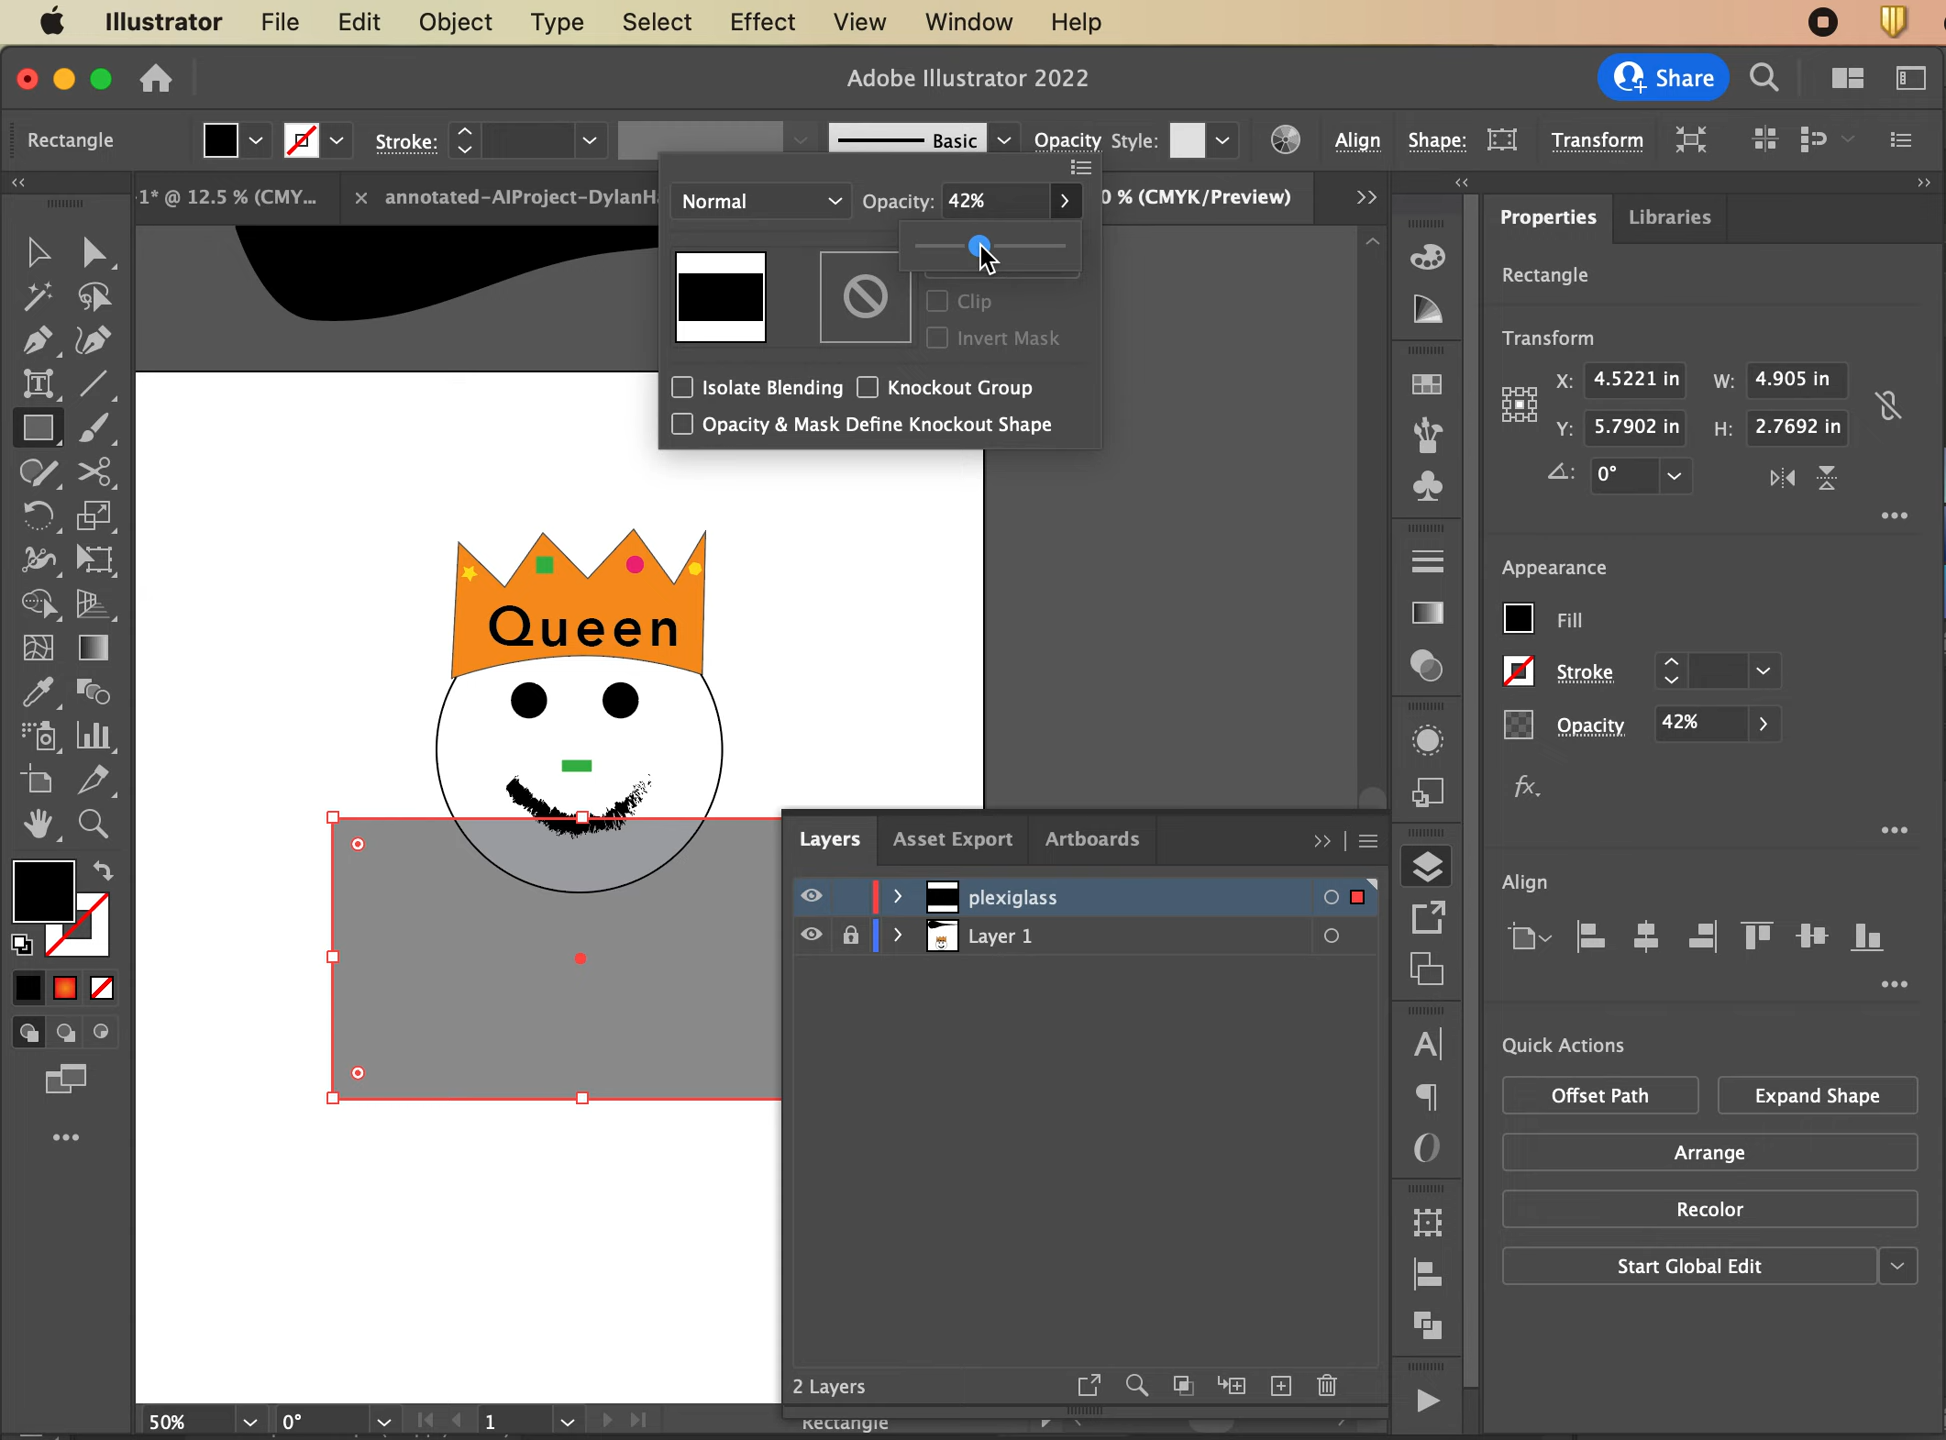 Illustrator File Edit Object Type Select Effect View Window Help
Adobe Illustrator 2022
Share
Rectangle
Stroke:
Basic
Opacity Style:
Align
Shape:
Transform
1* @ 12.5 % (CMY...
× annotated-AIProject-DylanHa
0 % (CMYK/Preview)
Normal
Opacity: 42%
Clip
Invert Mask
Isolate Blending
Knockout Group
Opacity & Mask Define Knockout Shape
Queen
Properties
Libraries
Rectangle
Transform
X: 4.5221 in W: 4.905 in
Y: 5.7902 in H: 2.7692 in
0°
Appearance
Fill
Stroke
Opacity 42%
fx.
Align
Quick Actions
Offset Path
Expand Shape
Arrange
Recolor
Start Global Edit
Layers
Asset Export
Artboards
plexiglass
Layer 1
2 Layers
50%
0°
1
Rectangle